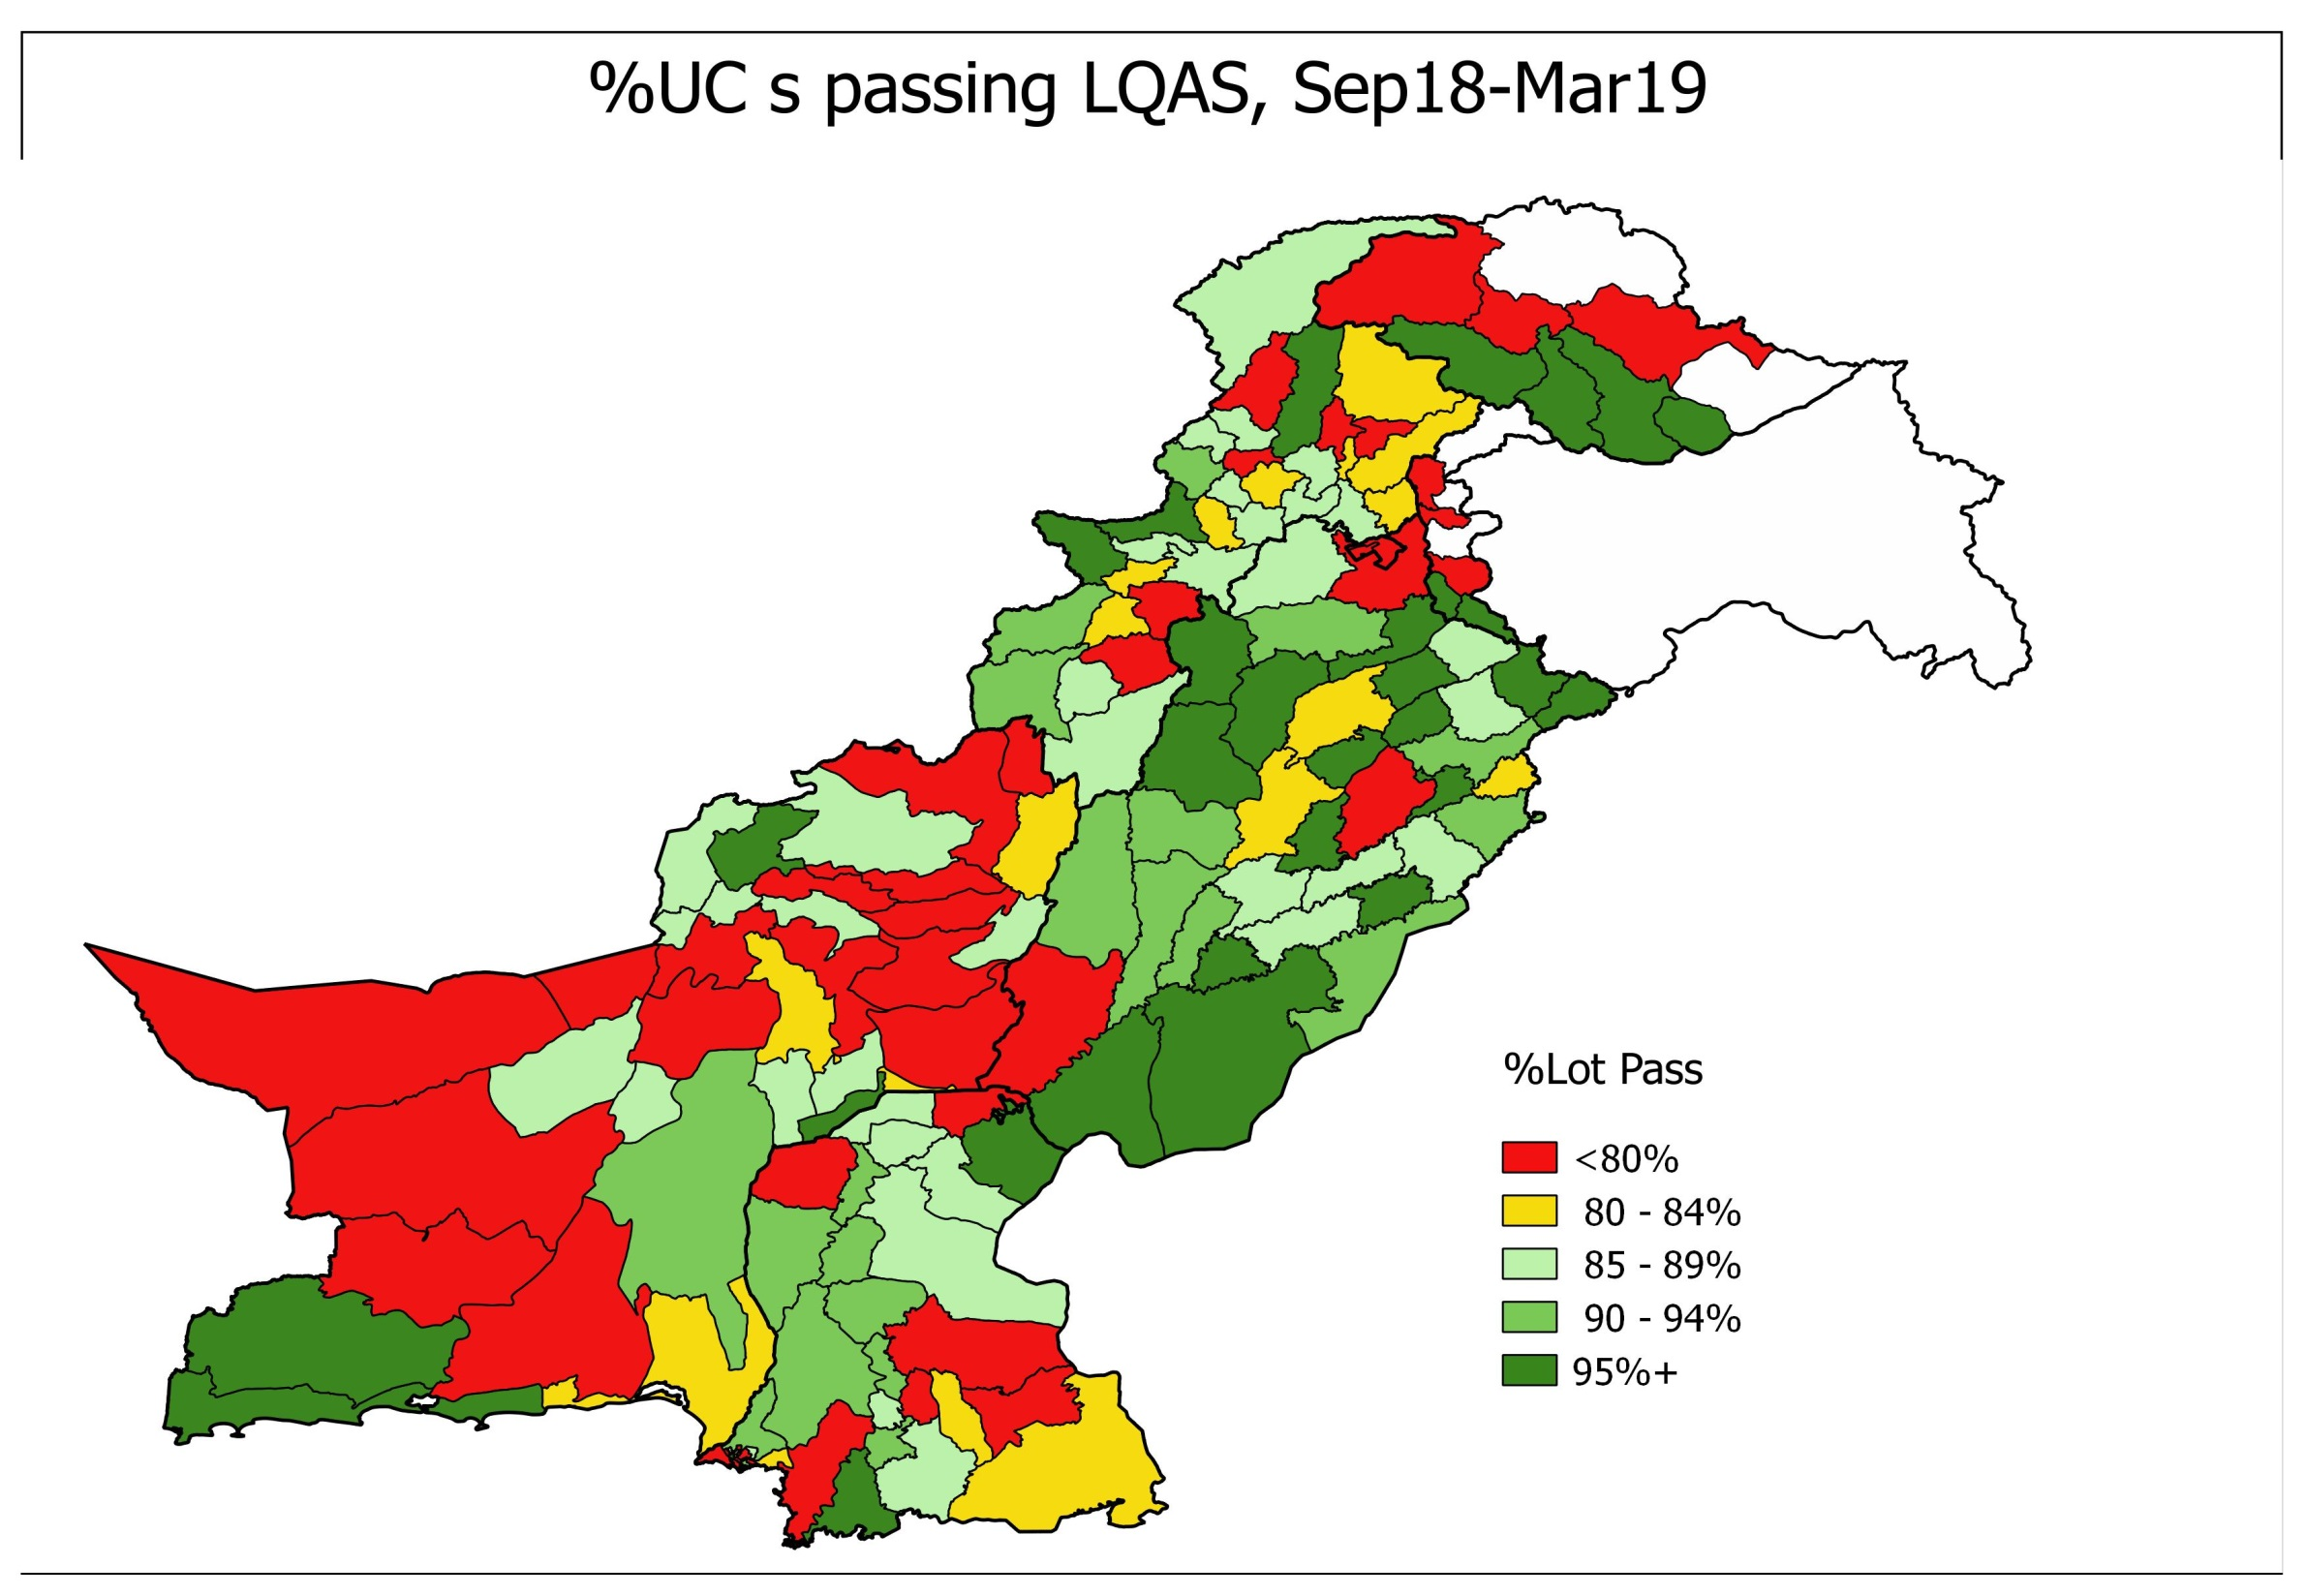 %UC s passing LQAS, Sep18-Mar19
%Lot Pass
<80%
80 - 84%
85 - 89%
90 - 94%
95%+